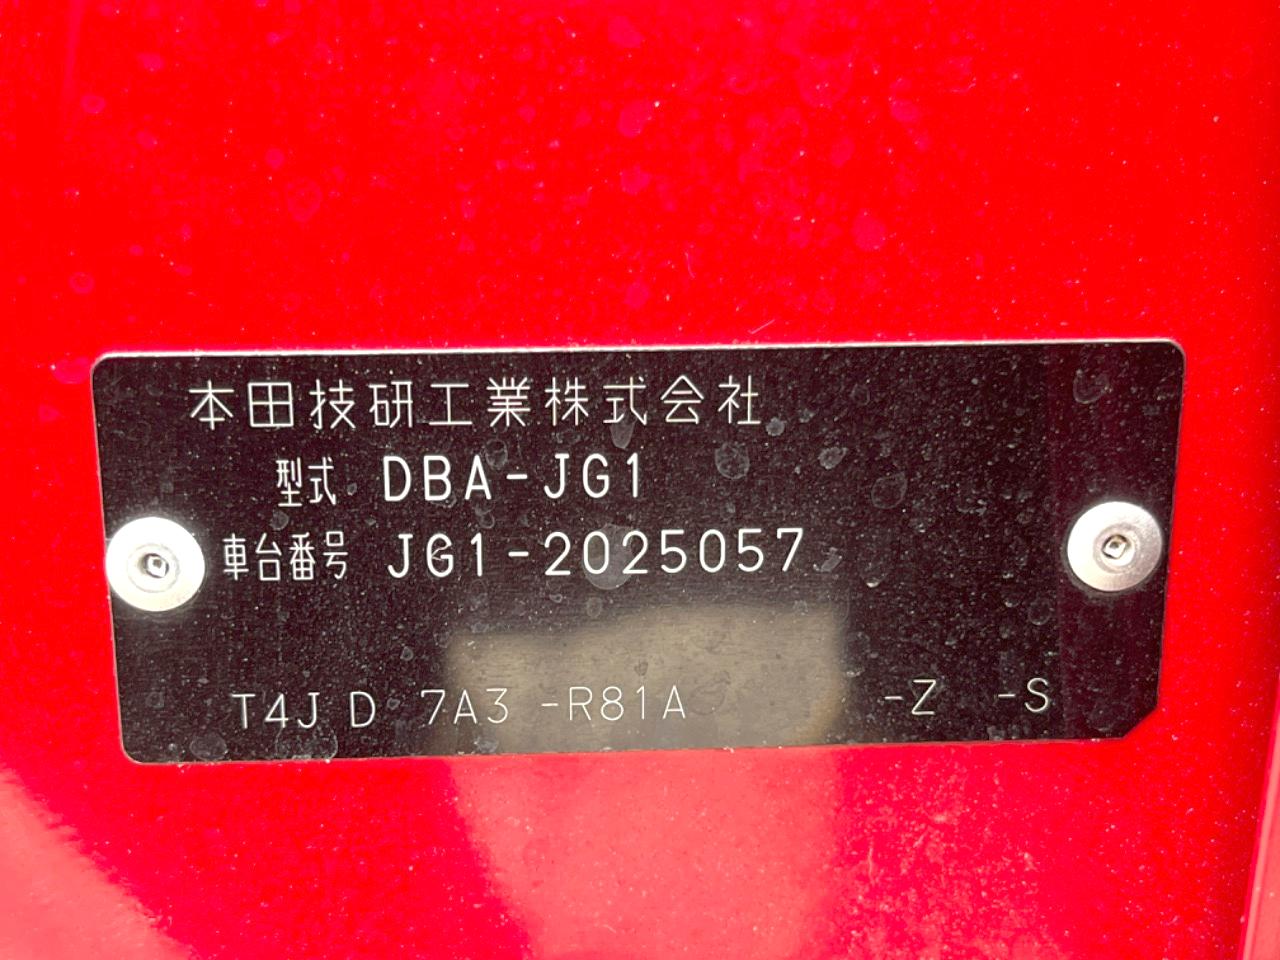 本田技研工業株式会社
型式 DBA-JG1
車台番号 JG1-2025057
T4J D 7A3 -R81A -Z -S